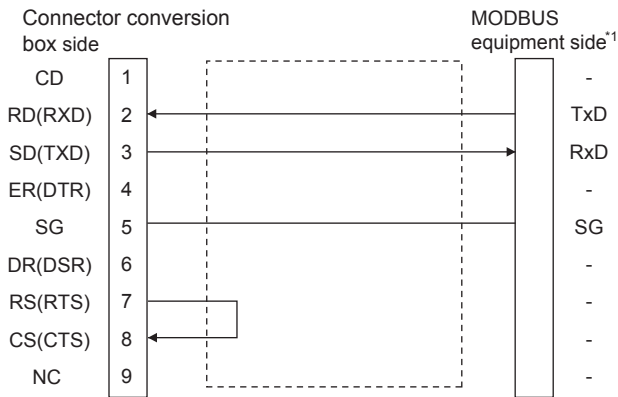 Connector conversion
box side
MODBUS
equipment side*1
CD 1 -
RD(RXD) 2 TxD
SD(TXD) 3 RxD
ER(DTR) 4 -
SG 5 SG
DR(DSR) 6 -
RS(RTS) 7 -
CS(CTS) 8 -
NC 9 -